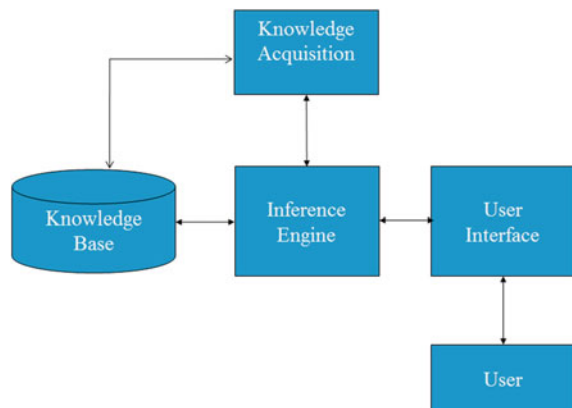 Knowledge
Acquisition
Knowledge
Base
Inference
Engine
User
Interface
User